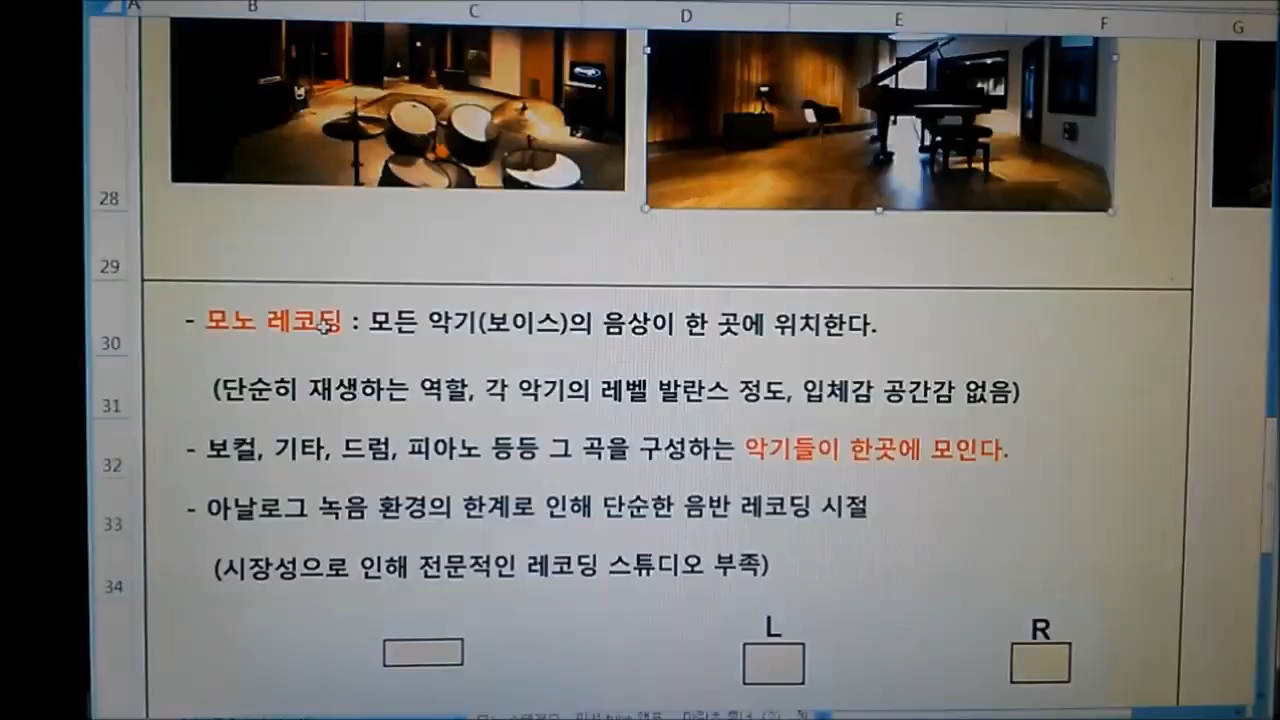 A B C D E F G
28
29
30 - 모노 레코딩 : 모든 악기(보이스)의 음상이 한 곳에 위치한다.
31 (단순히 재생하는 역할, 각 악기의 레벨 발란스 정도, 입체감 공간감 없음)
32 - 보컬, 기타, 드럼, 피아노 등등 그 곡을 구성하는 악기들이 한곳에 모인다.
33 - 아날로그 녹음 환경의 한계로 인해 단순한 음반 레코딩 시절
34 (시장성으로 인해 전문적인 레코딩 스튜디오 부족)
L R